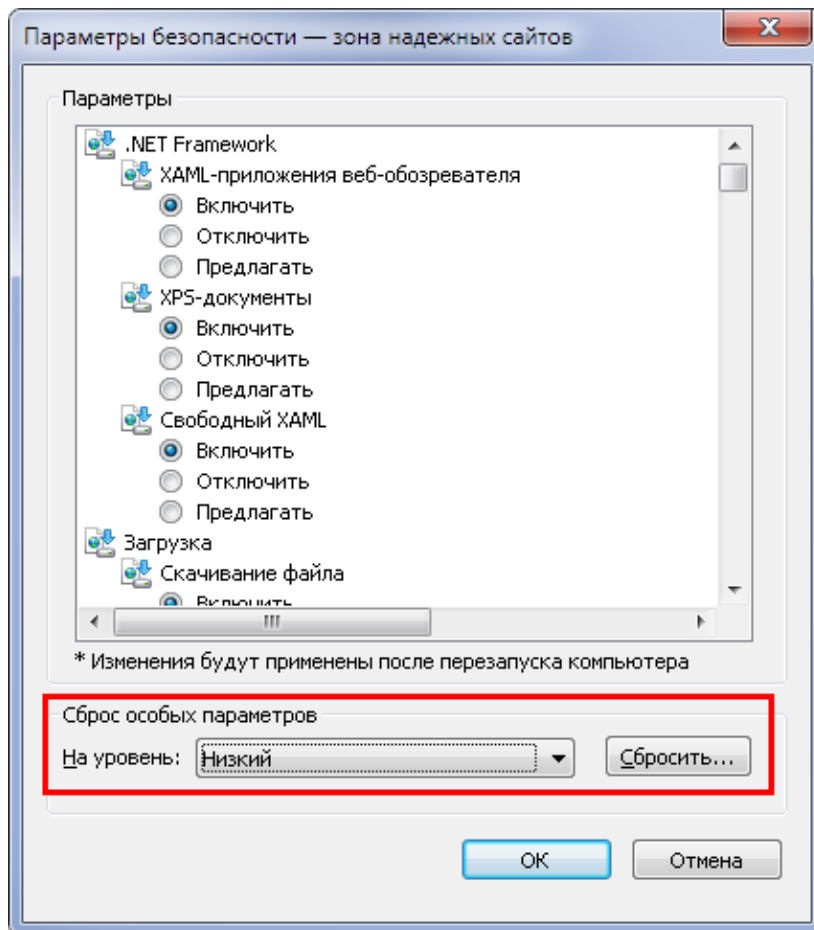 Параметры безопасности — зона надежных сайтов
Параметры
.NET Framework
XAML-приложения веб-обозревателя
Включить
Отключить
Предлагать
XPS-документы
Включить
Отключить
Предлагать
Свободный XAML
Включить
Отключить
Предлагать
Загрузка
Скачивание файла
Включить
* Изменения будут применены после перезапуска компьютера
Сброс особых параметров
На уровень: Низкий Сбросить...
ОК Отмена